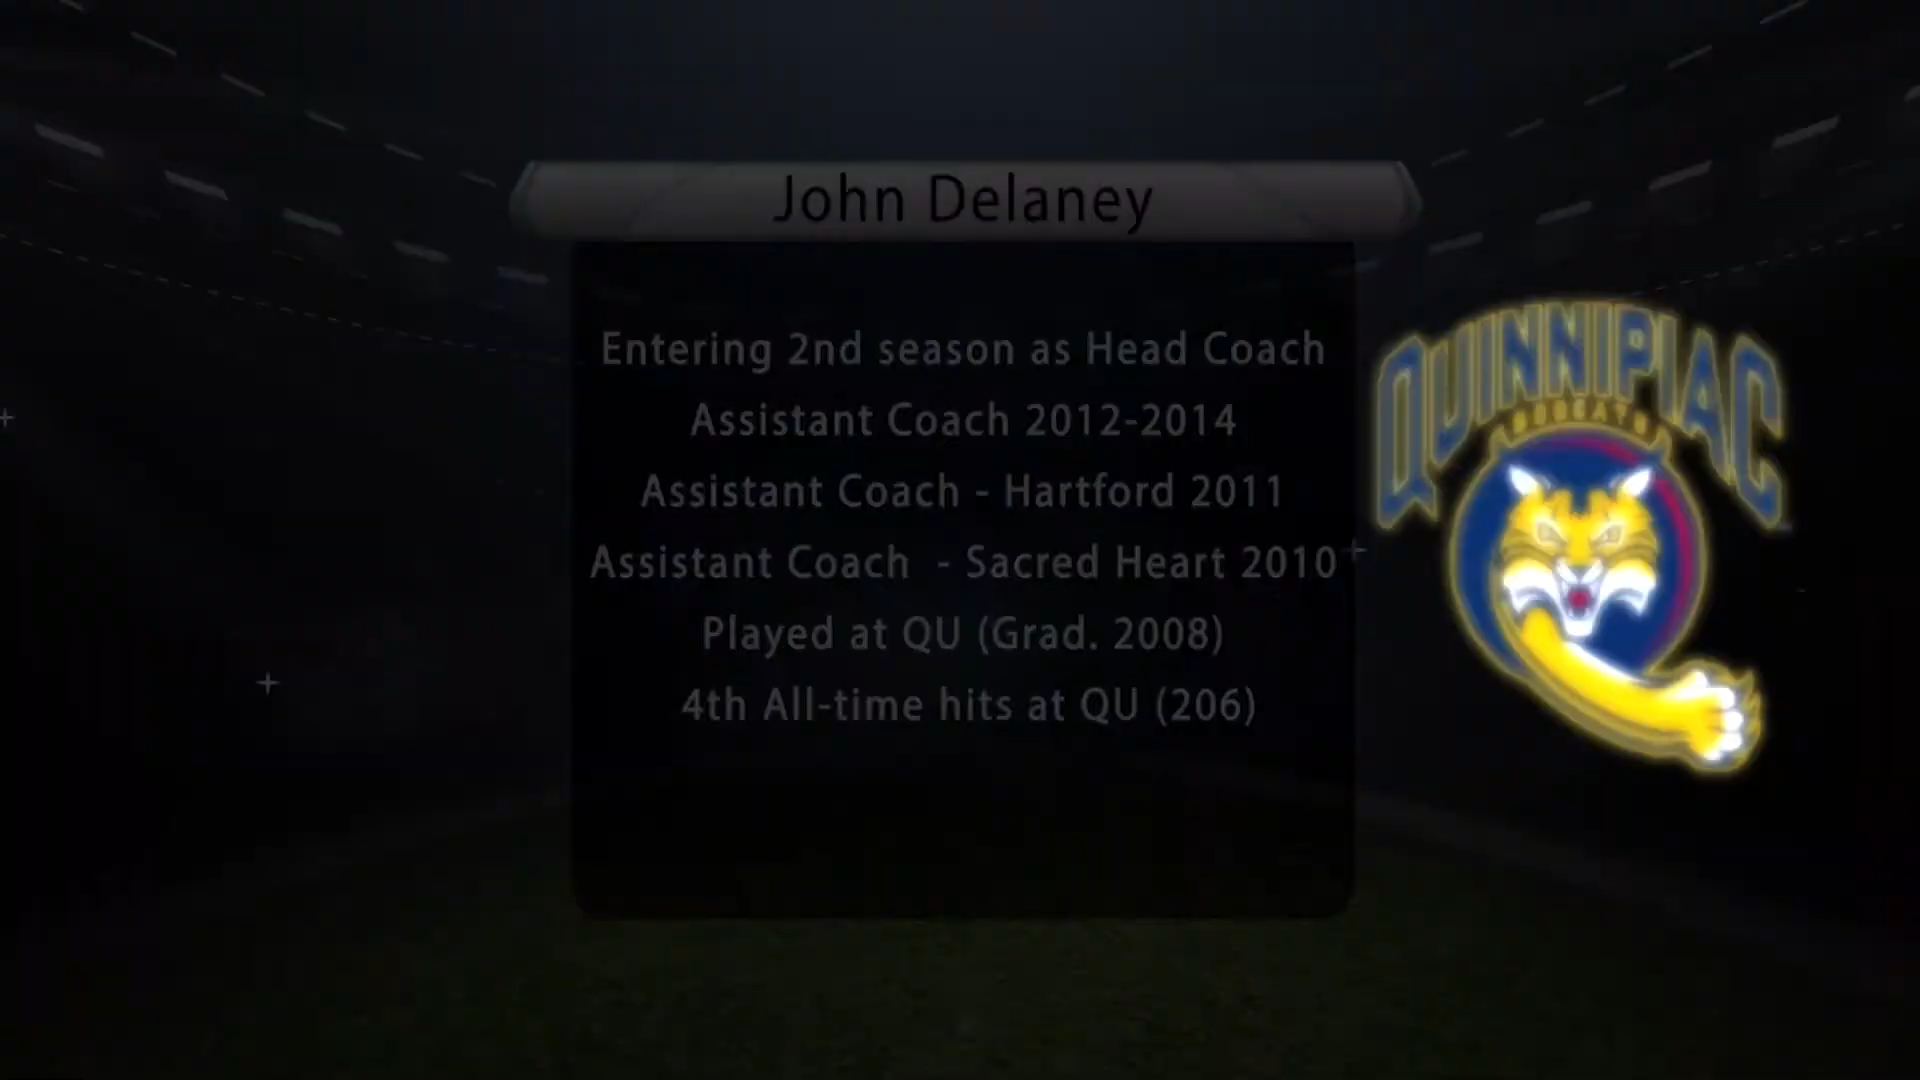 John Delaney
Entering 2nd season as Head Coach
Assistant Coach 2012-2014
Assistant Coach - Hartford 2011
Assistant Coach - Sacred Heart 2010
Played at QU (Grad. 2008)
4th All-time hits at QU (206)
QUINNIPIAC
BOBCATS